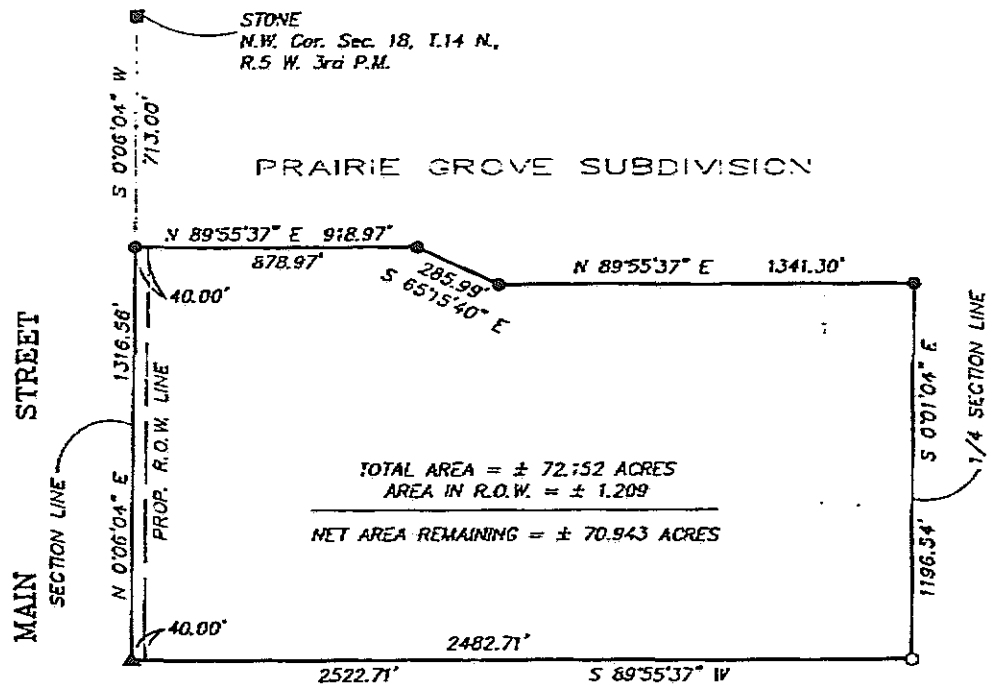 STONE
N.W. Cor. Sec. 18, T.14 N.,
R.5 W. 3rd P.M.
S 0°06'04" W
713.00'
PRAIRIE GROVE SUBDIVISION
N 89°55'37" E 918.97'
878.97'
285.99'
S 65°15'40" E
N 89°55'37" E 1341.30'
40.00'
1316.56'
N 0°06'04" E
PROP. R.O.W. LINE
MAIN STREET
SECTION LINE
S 0°01'04" E
1196.54'
1/4 SECTION LINE
TOTAL AREA = ± 72.152 ACRES
AREA IN R.O.W. = ± 1.209
NET AREA REMAINING = ± 70.943 ACRES
40.00'
2482.71'
2522.71' S 89°55'37" W